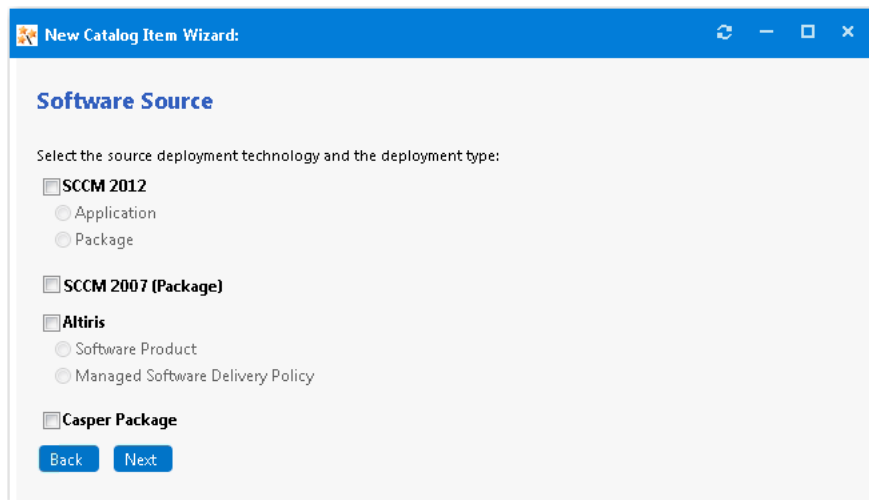 New Catalog Item Wizard:
Software Source
Select the source deployment technology and the deployment type:
SCCM 2012
Application
Package
SCCM 2007 (Package)
Altiris
Software Product
Managed Software Delivery Policy
Casper Package
Back Next